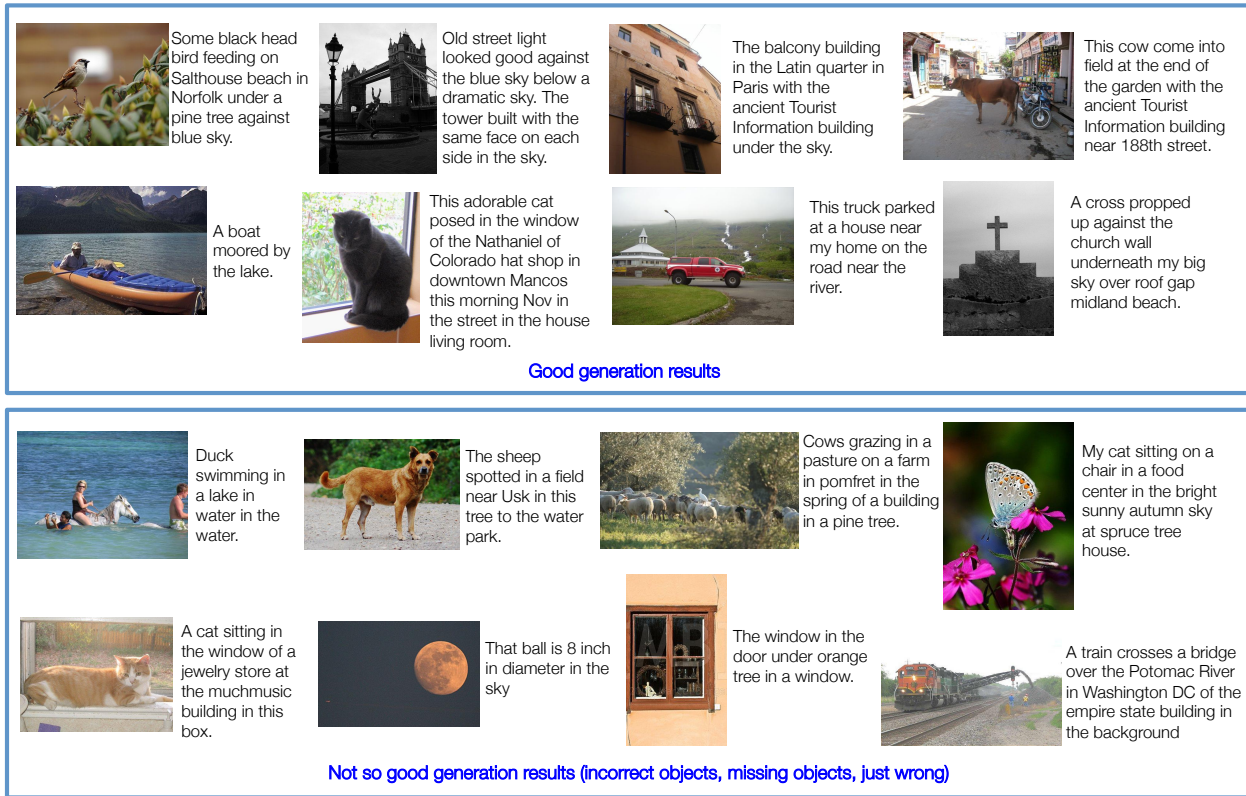 Some black head
bird feeding on
Salthouse beach in
Norfolk under a
pine tree against
blue sky.
Old street light
looked good against
the blue sky below a
dramatic sky. The
tower built with the
same face on each
side in the sky.
The balcony building
in the Latin quarter in
Paris with the
ancient Tourist
Information building
under the sky.
This cow come into
field at the end of
the garden with the
ancient Tourist
Information building
near 188th street.
A boat
moored by
the lake.
This adorable cat
posed in the window
of the Nathaniel of
Colorado hat shop in
downtown Mancos
this morning Nov in
the street in the house
living room.
This truck parked
at a house near
my home on the
road near the
river.
A cross propped
up against the
church wall
underneath my big
sky over roof gap
midland beach.
Good generation results
Duck
swimming in
a lake in
water in the
water.
The sheep
spotted in a field
near Usk in this
tree to the water
park.
Cows grazing in a
pasture on a farm
in pomfret in the
spring of a building
in a pine tree.
My cat sitting on a
chair in a food
center in the bright
sunny autumn sky
at spruce tree
house.
A cat sitting in
the window of a
jewelry store at
the muchmusic
building in this
box.
That ball is 8 inch
in diameter in the
sky
The window in the
door under orange
tree in a window.
A train crosses a bridge
over the Potomac River
in Washington DC of the
empire state building in
the background
Not so good generation results (incorrect objects, missing objects, just wrong)